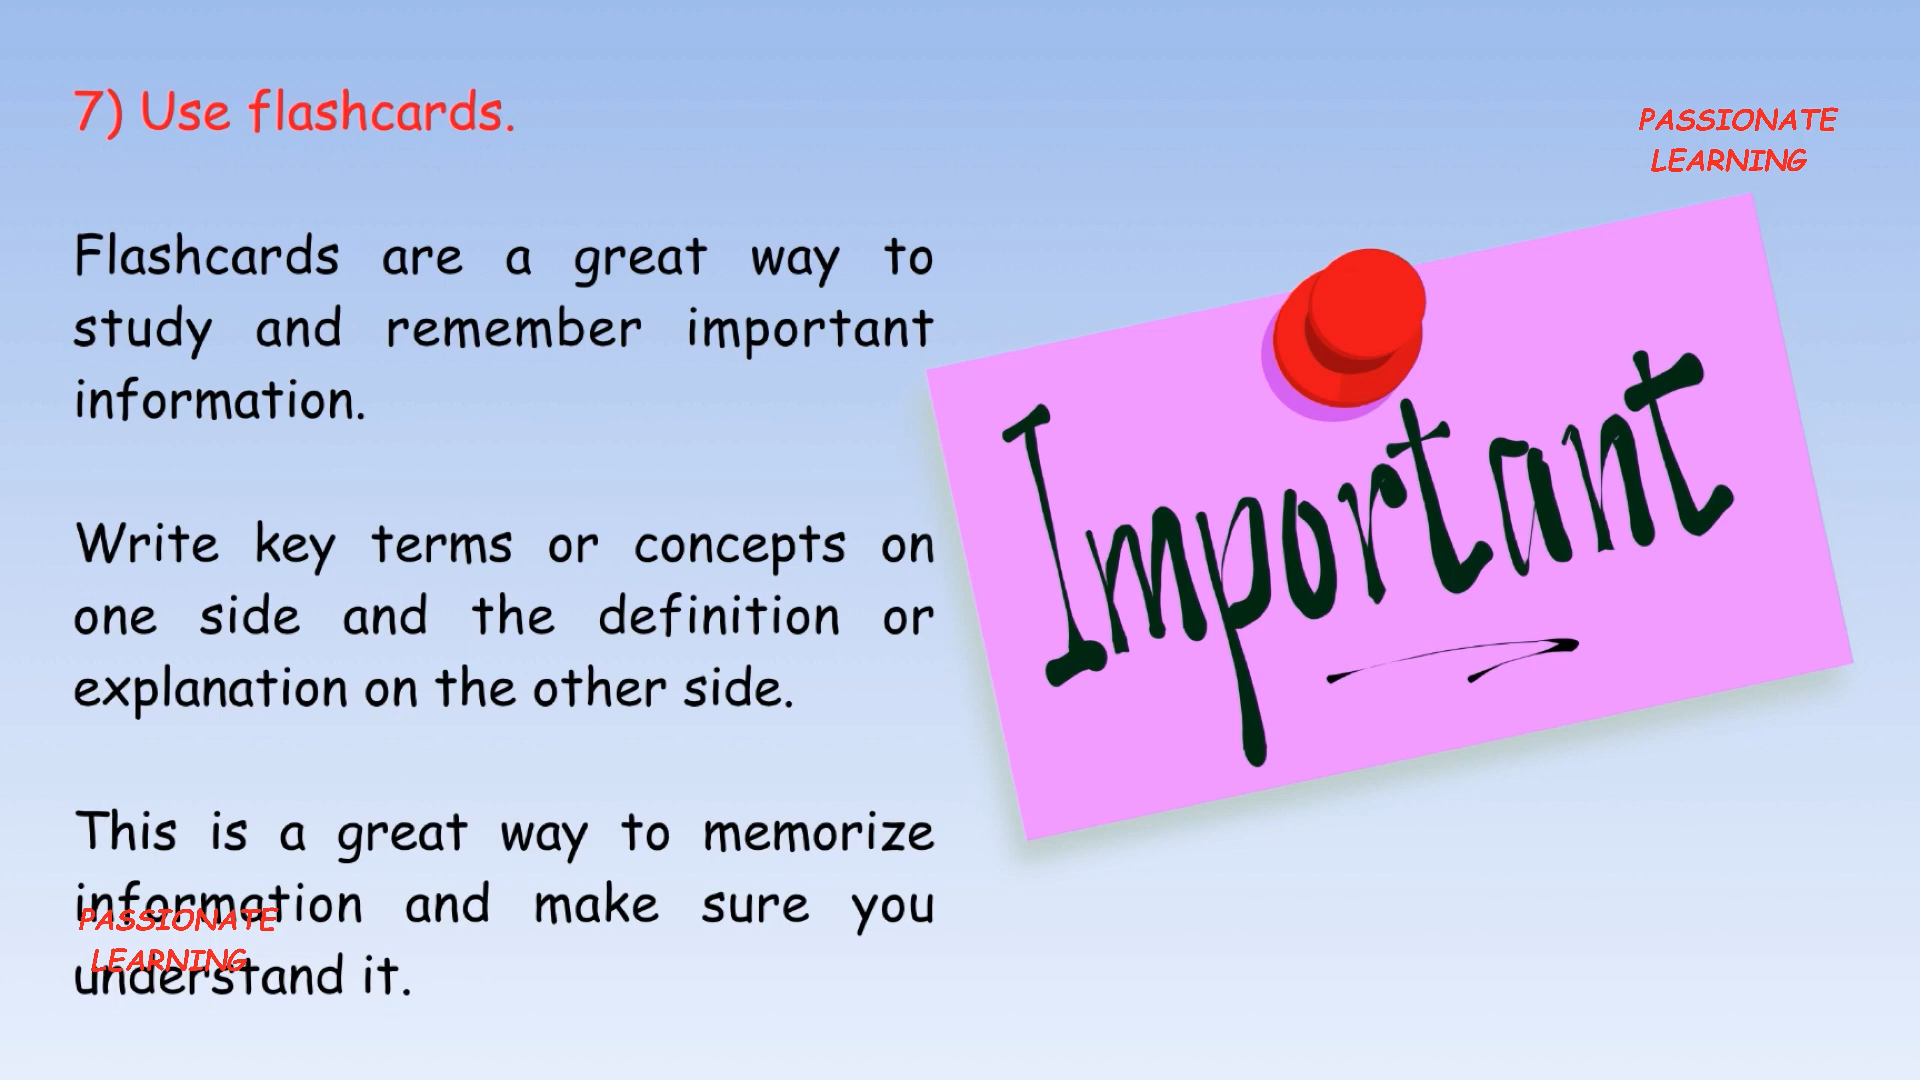 7) Use flashcards.
PASSIONATE
LEARNING
Flashcards are a great way to
study and remember important
information.
Important
Write key terms or concepts on
one side and the definition or
explanation on the other side.
This is a great way to memorize
information and make sure you
understand it.
PASSIONATE
LEARNING